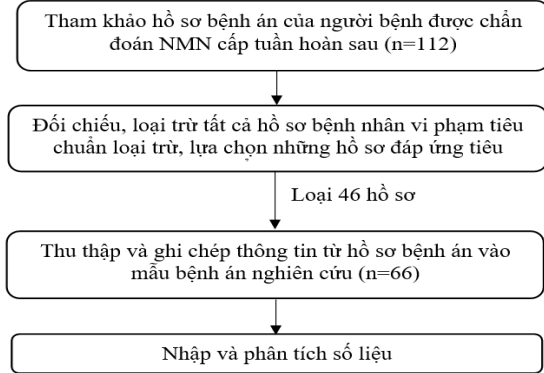 Tham khảo hồ sơ bệnh án của người bệnh được chẩn
đoán NMN cấp tuần hoàn sau (n=112)
Đối chiếu, loại trừ tất cả hồ sơ bệnh nhân vi phạm tiêu
chuẩn loại trừ, lựa chọn những hồ sơ đáp ứng tiêu
Loại 46 hồ sơ
Thu thập và ghi chép thông tin từ hồ sơ bệnh án vào
mẫu bệnh án nghiên cứu (n=66)
Nhập và phân tích số liệu